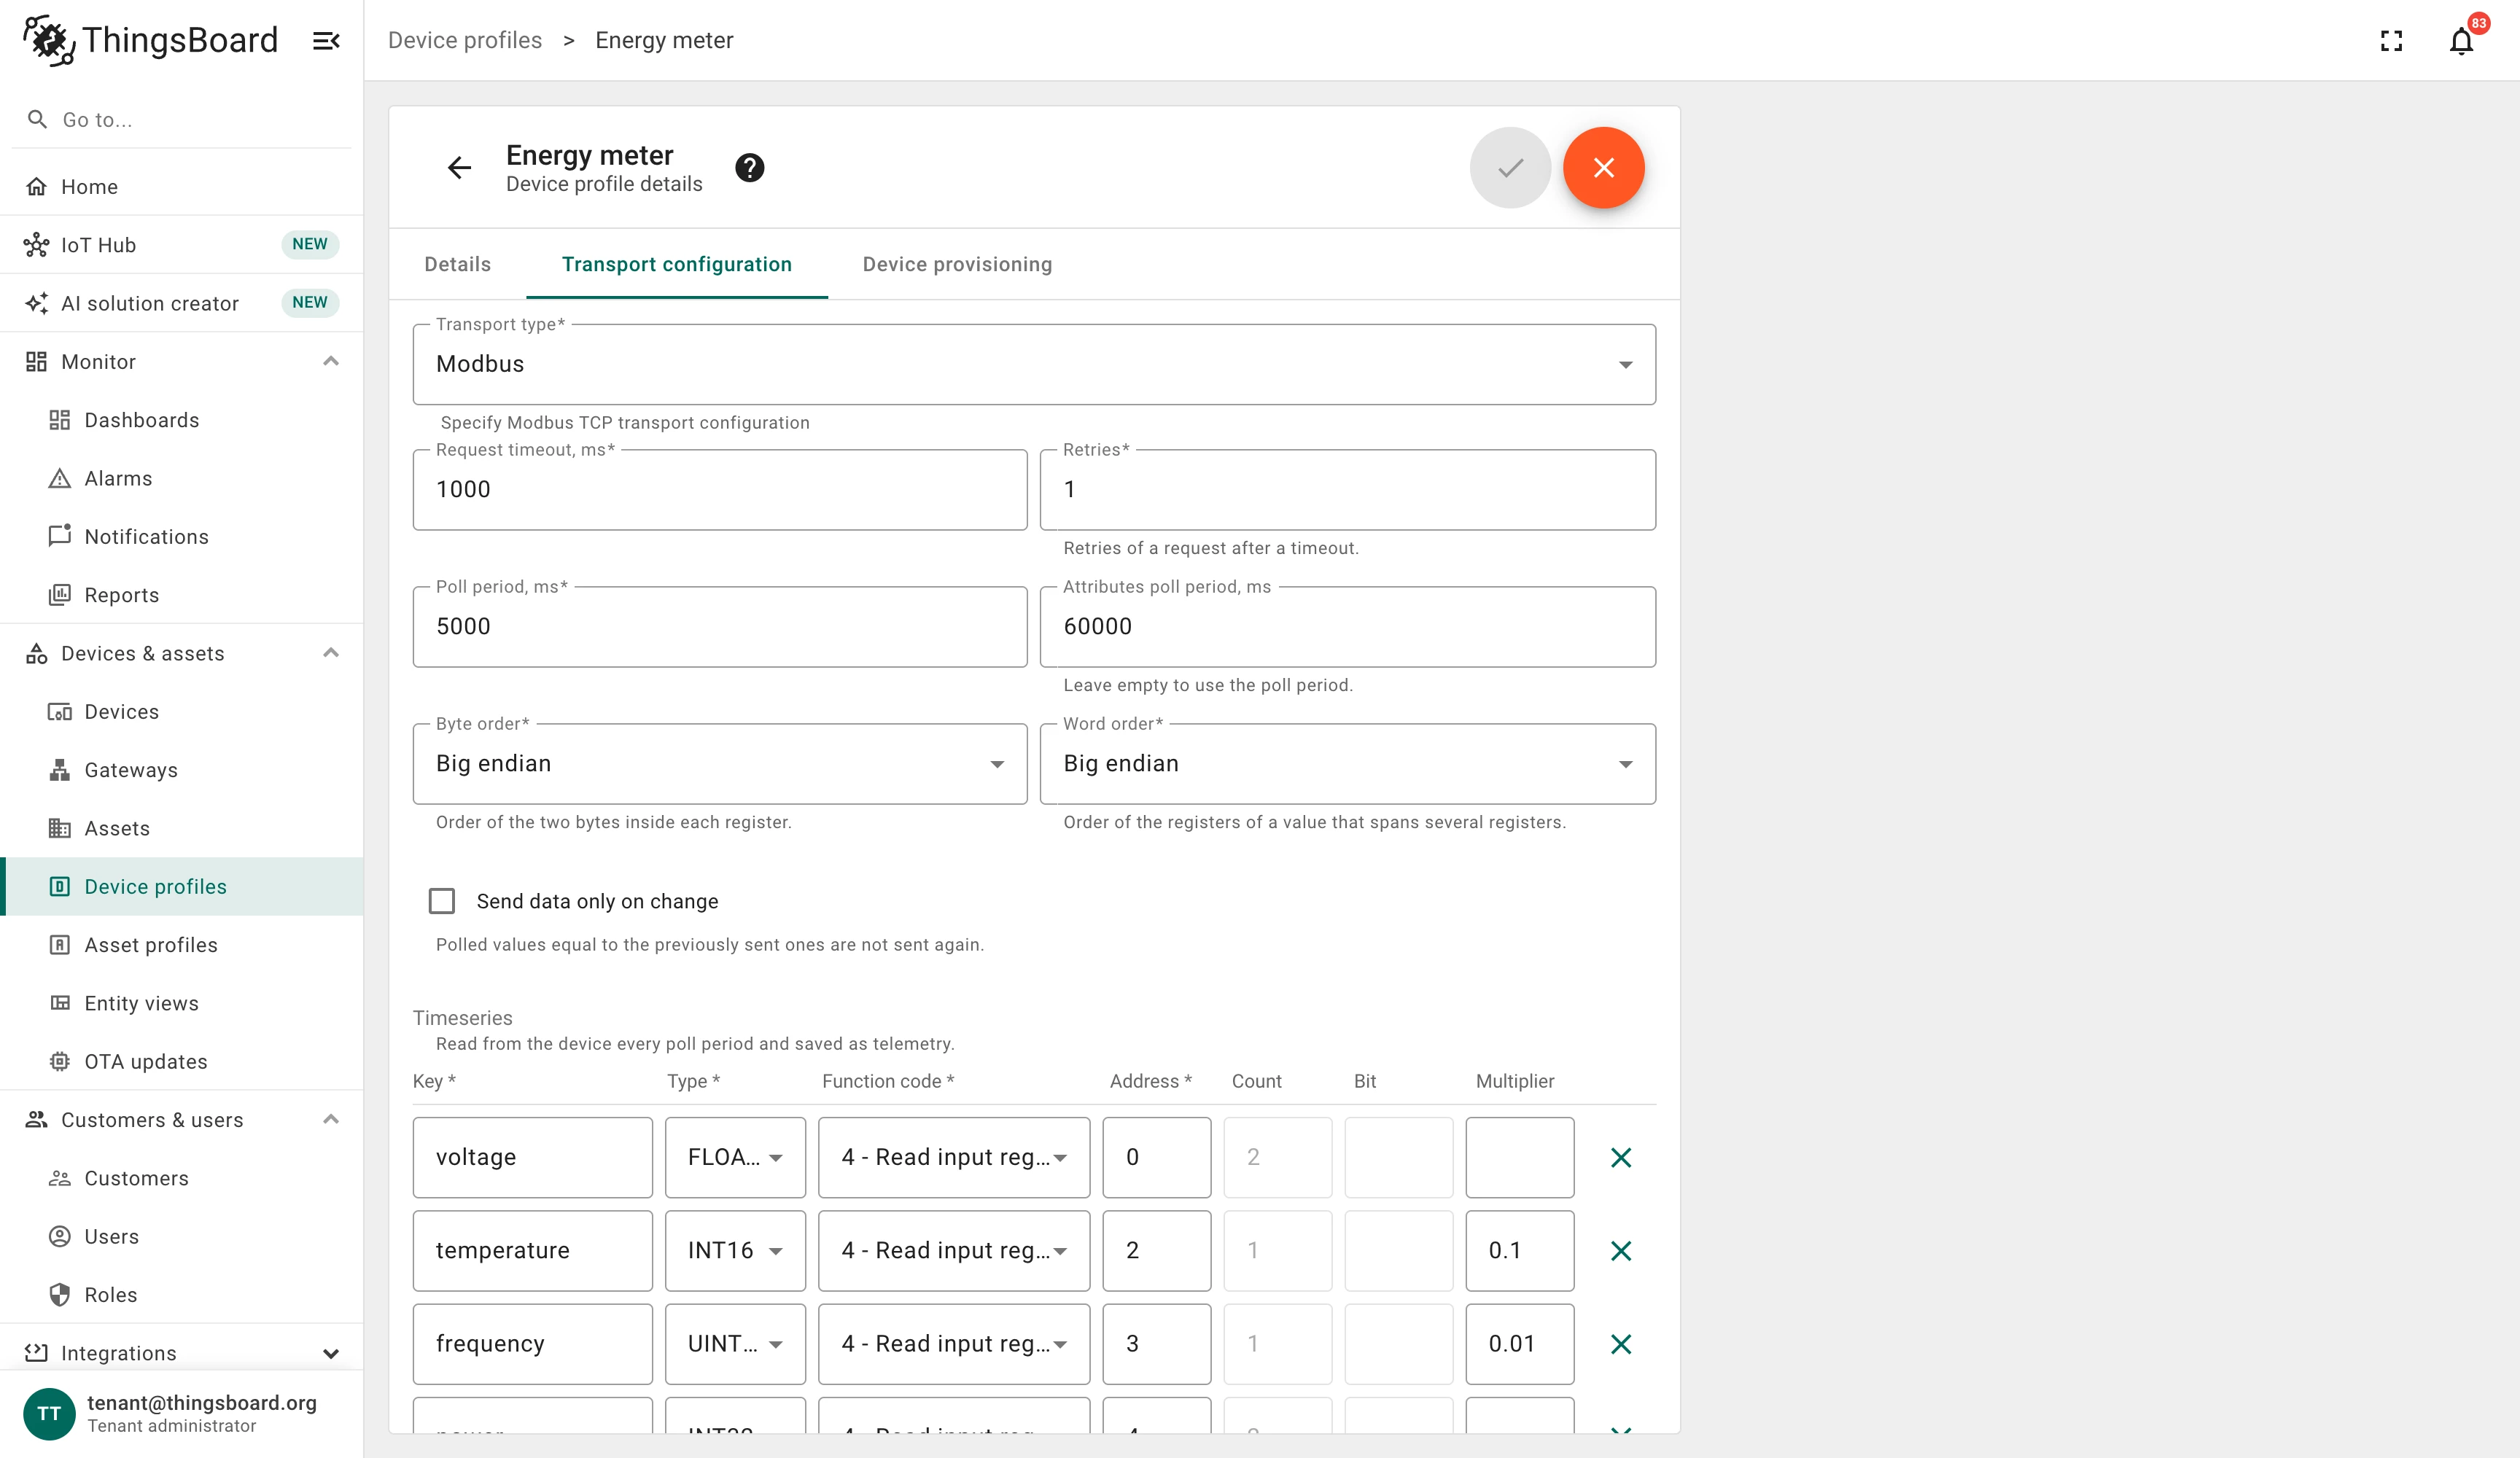 ThingsBoard
Device profiles > Energy meter
83
Go to...
Home
IoT Hub NEW
AI solution creator NEW
Monitor
Dashboards
Alarms
Notifications
Reports
Devices & assets
Devices
Gateways
Assets
Device profiles
Asset profiles
Entity views
OTA updates
Customers & users
Customers
Users
Roles
Integrations
TT
tenant@thingsboard.org
Tenant administrator
Energy meter
Device profile details
Details Transport configuration Device provisioning
Transport type*
Modbus
Specify Modbus TCP transport configuration
Request timeout, ms* Retries*
1000 1
Retries of a request after a timeout.
Poll period, ms* Attributes poll period, ms
5000 60000
Leave empty to use the poll period.
Byte order* Word order*
Big endian Big endian
Order of the two bytes inside each register. Order of the registers of a value that spans several registers.
Send data only on change
Polled values equal to the previously sent ones are not sent again.
Timeseries
Read from the device every poll period and saved as telemetry.
Key * Type * Function code * Address * Count Bit Multiplier
voltage FLOA... 4 - Read input reg... 0 2
temperature INT16 4 - Read input reg... 2 1 0.1
frequency UINT... 4 - Read input reg... 3 1 0.01